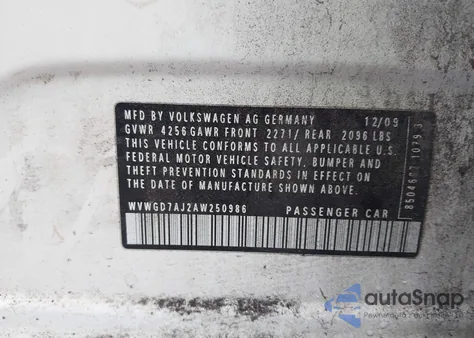 MFD BY VOLKSWAGEN AG GERMANY 12/09
GVWR 4256 GAWR FRONT 2271/ REAR 2096 LBS
THIS VEHICLE CONFORMS TO ALL APPLICABLE U.S.
FEDERAL MOTOR VEHICLE SAFETY, BUMPER AND
THEFT PREVENTION STANDARDS IN EFFECT ON THE
DATE OF MANUFACTURE SHOWN ABOVE.
WVWGD7AJ2AW250986 PASSENGER CAR
autoSnap